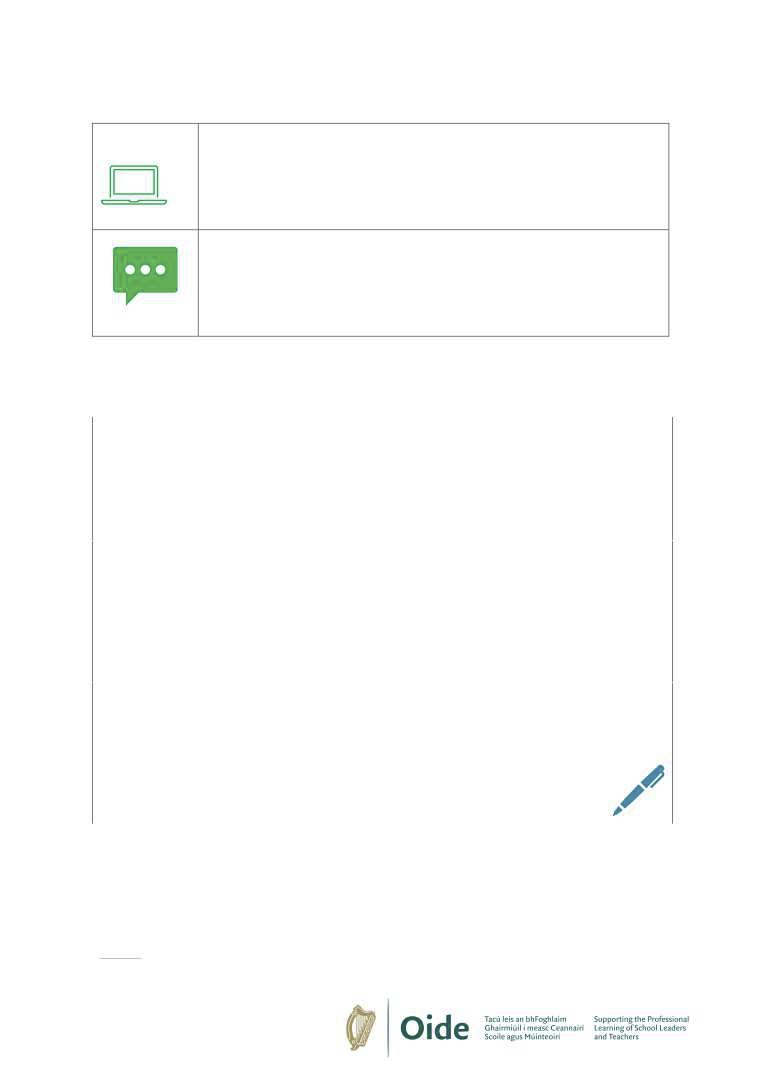 Oide
Tacú leis an bhFoghlaim
Ghairmiúil i measc Ceannairí
Scoile agus Múinteoirí
Supporting the Professional
Learning of School Leaders
and Teachers